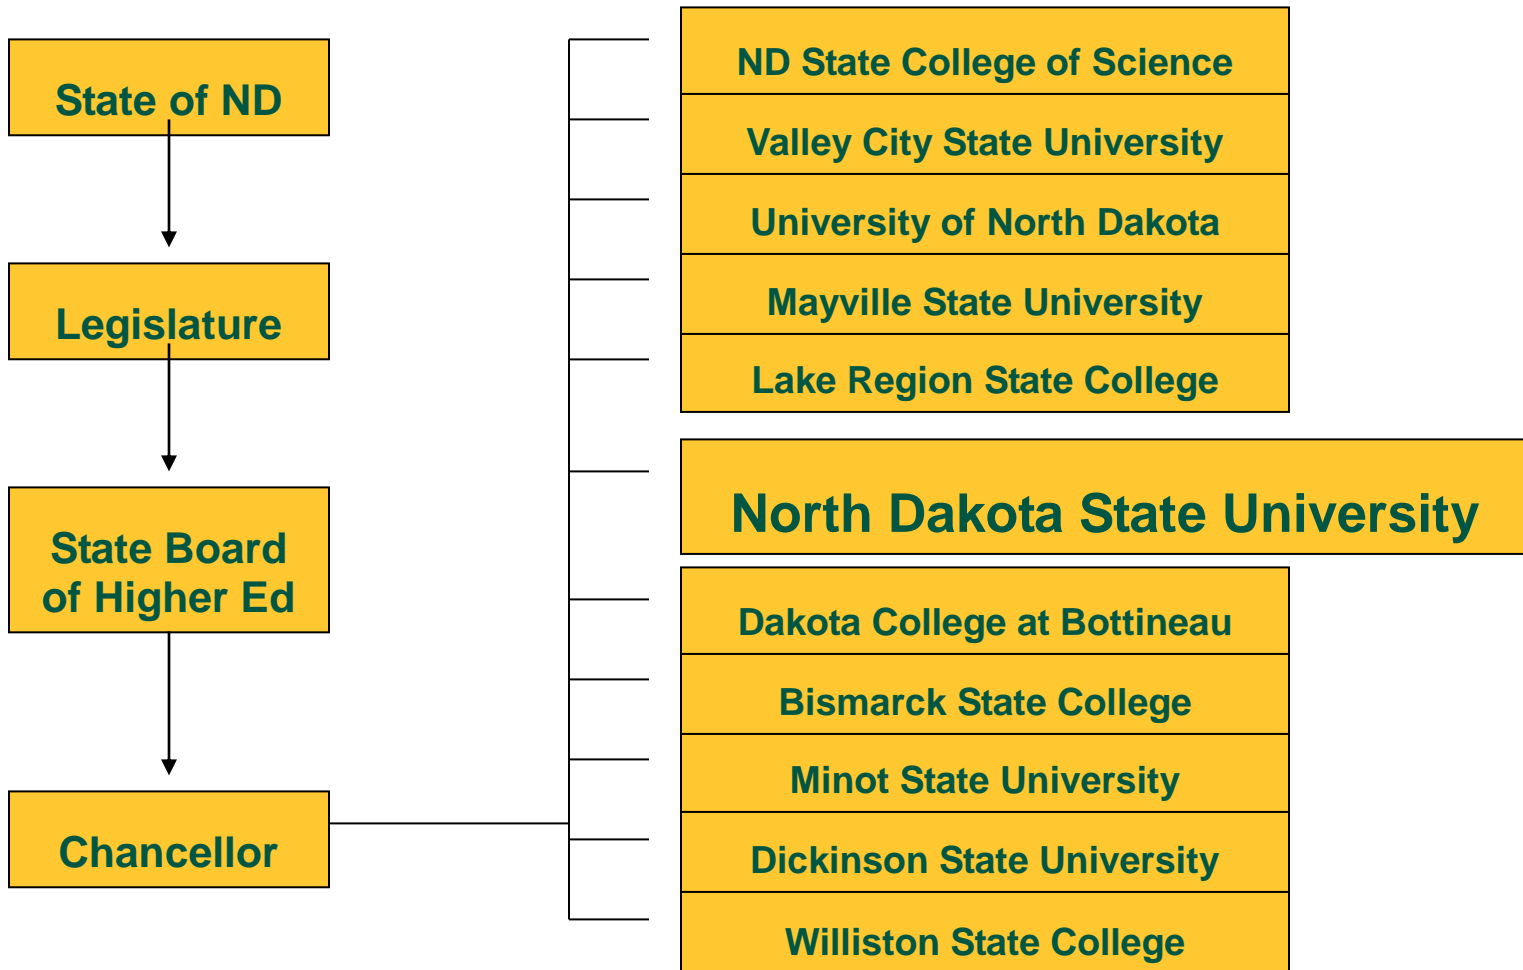 State of ND
Legislature
State Board
of Higher Ed
Chancellor
ND State College of Science
Valley City State University
University of North Dakota
Mayville State University
Lake Region State College
North Dakota State University
Dakota College at Bottineau
Bismarck State College
Minot State University
Dickinson State University
Williston State College